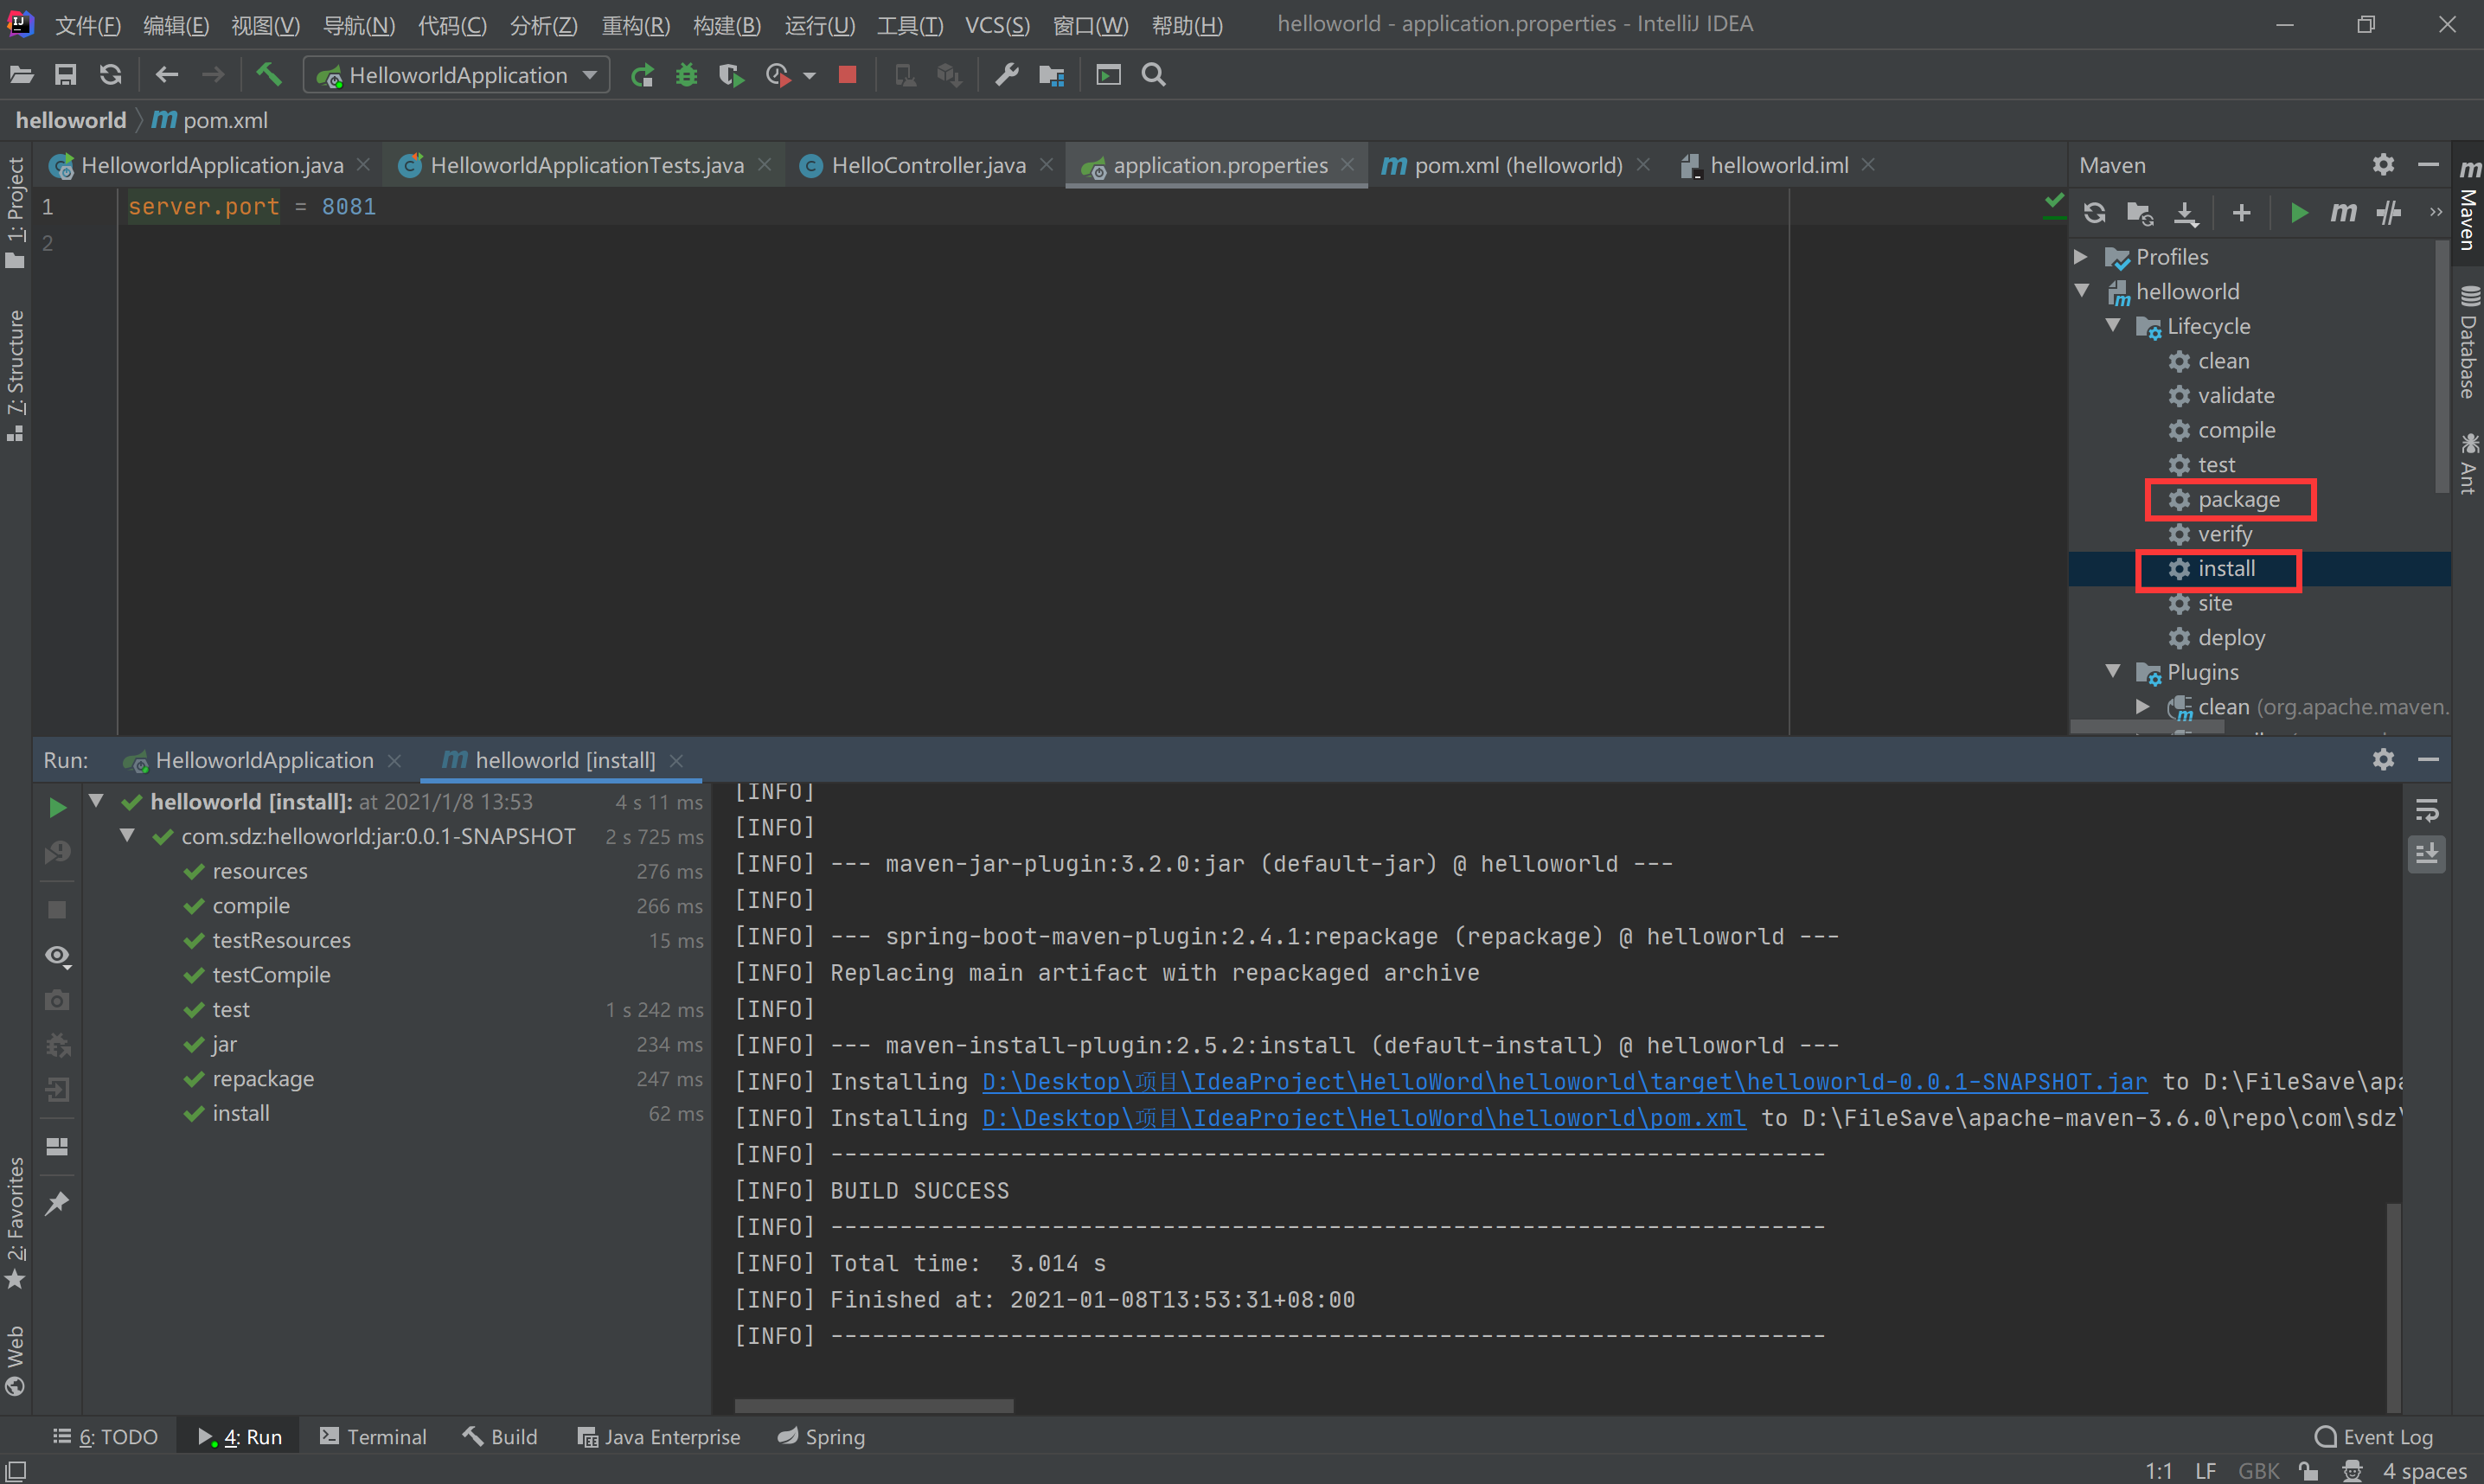 文件(F) 编辑(E) 视图(V) 导航(N) 代码(C) 分析(Z) 重构(R) 构建(B) 运行(U) 工具(T) VCS(S) 窗口(W) 帮助(H) helloworld - application.properties - IntelliJ IDEA
HelloworldApplication
helloworld pom.xml
HelloworldApplication.java HelloworldApplicationTests.java HelloController.java application.properties pom.xml (helloworld) helloworld.iml
1 server.port = 8081
2
1: Project
7: Structure
2: Favorites
Web
Maven
Profiles
helloworld
Lifecycle
clean
validate
compile
test
package
verify
install
site
deploy
Plugins
clean (org.apache.maven.
Maven
Database
Ant
Run: HelloworldApplication helloworld [install]
helloworld [install]: at 2021/1/8 13:53 4 s 11 ms
com.sdz:helloworld:jar:0.0.1-SNAPSHOT 2 s 725 ms
resources 276 ms
compile 266 ms
testResources 15 ms
testCompile
test 1 s 242 ms
jar 234 ms
repackage 247 ms
install 62 ms
[INFO]
[INFO]
[INFO] --- maven-jar-plugin:3.2.0:jar (default-jar) @ helloworld ---
[INFO]
[INFO] --- spring-boot-maven-plugin:2.4.1:repackage (repackage) @ helloworld ---
[INFO] Replacing main artifact with repackaged archive
[INFO]
[INFO] --- maven-install-plugin:2.5.2:install (default-install) @ helloworld ---
[INFO] Installing D:\Desktop\项目\IdeaProject\HelloWord\helloworld\target\helloworld-0.0.1-SNAPSHOT.jar to D:\FileSave\apa
[INFO] Installing D:\Desktop\项目\IdeaProject\HelloWord\helloworld\pom.xml to D:\FileSave\apache-maven-3.6.0\repo\com\sdz\
[INFO] ------------------------------------------------------------------------
[INFO] BUILD SUCCESS
[INFO] ------------------------------------------------------------------------
[INFO] Total time:  3.014 s
[INFO] Finished at: 2021-01-08T13:53:31+08:00
[INFO] ------------------------------------------------------------------------
6: TODO 4: Run Terminal Build Java Enterprise Spring Event Log
1:1 LF GBK 4 spaces